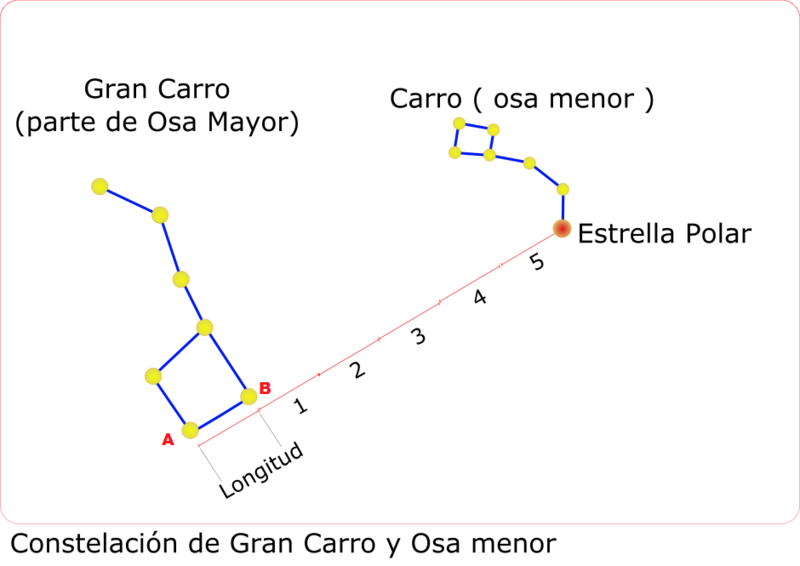 Gran Carro
(parte de Osa Mayor)
Carro ( osa menor )
Estrella Polar
5
4
3
2
1
B
A
Longitud
Constelación de Gran Carro y Osa menor